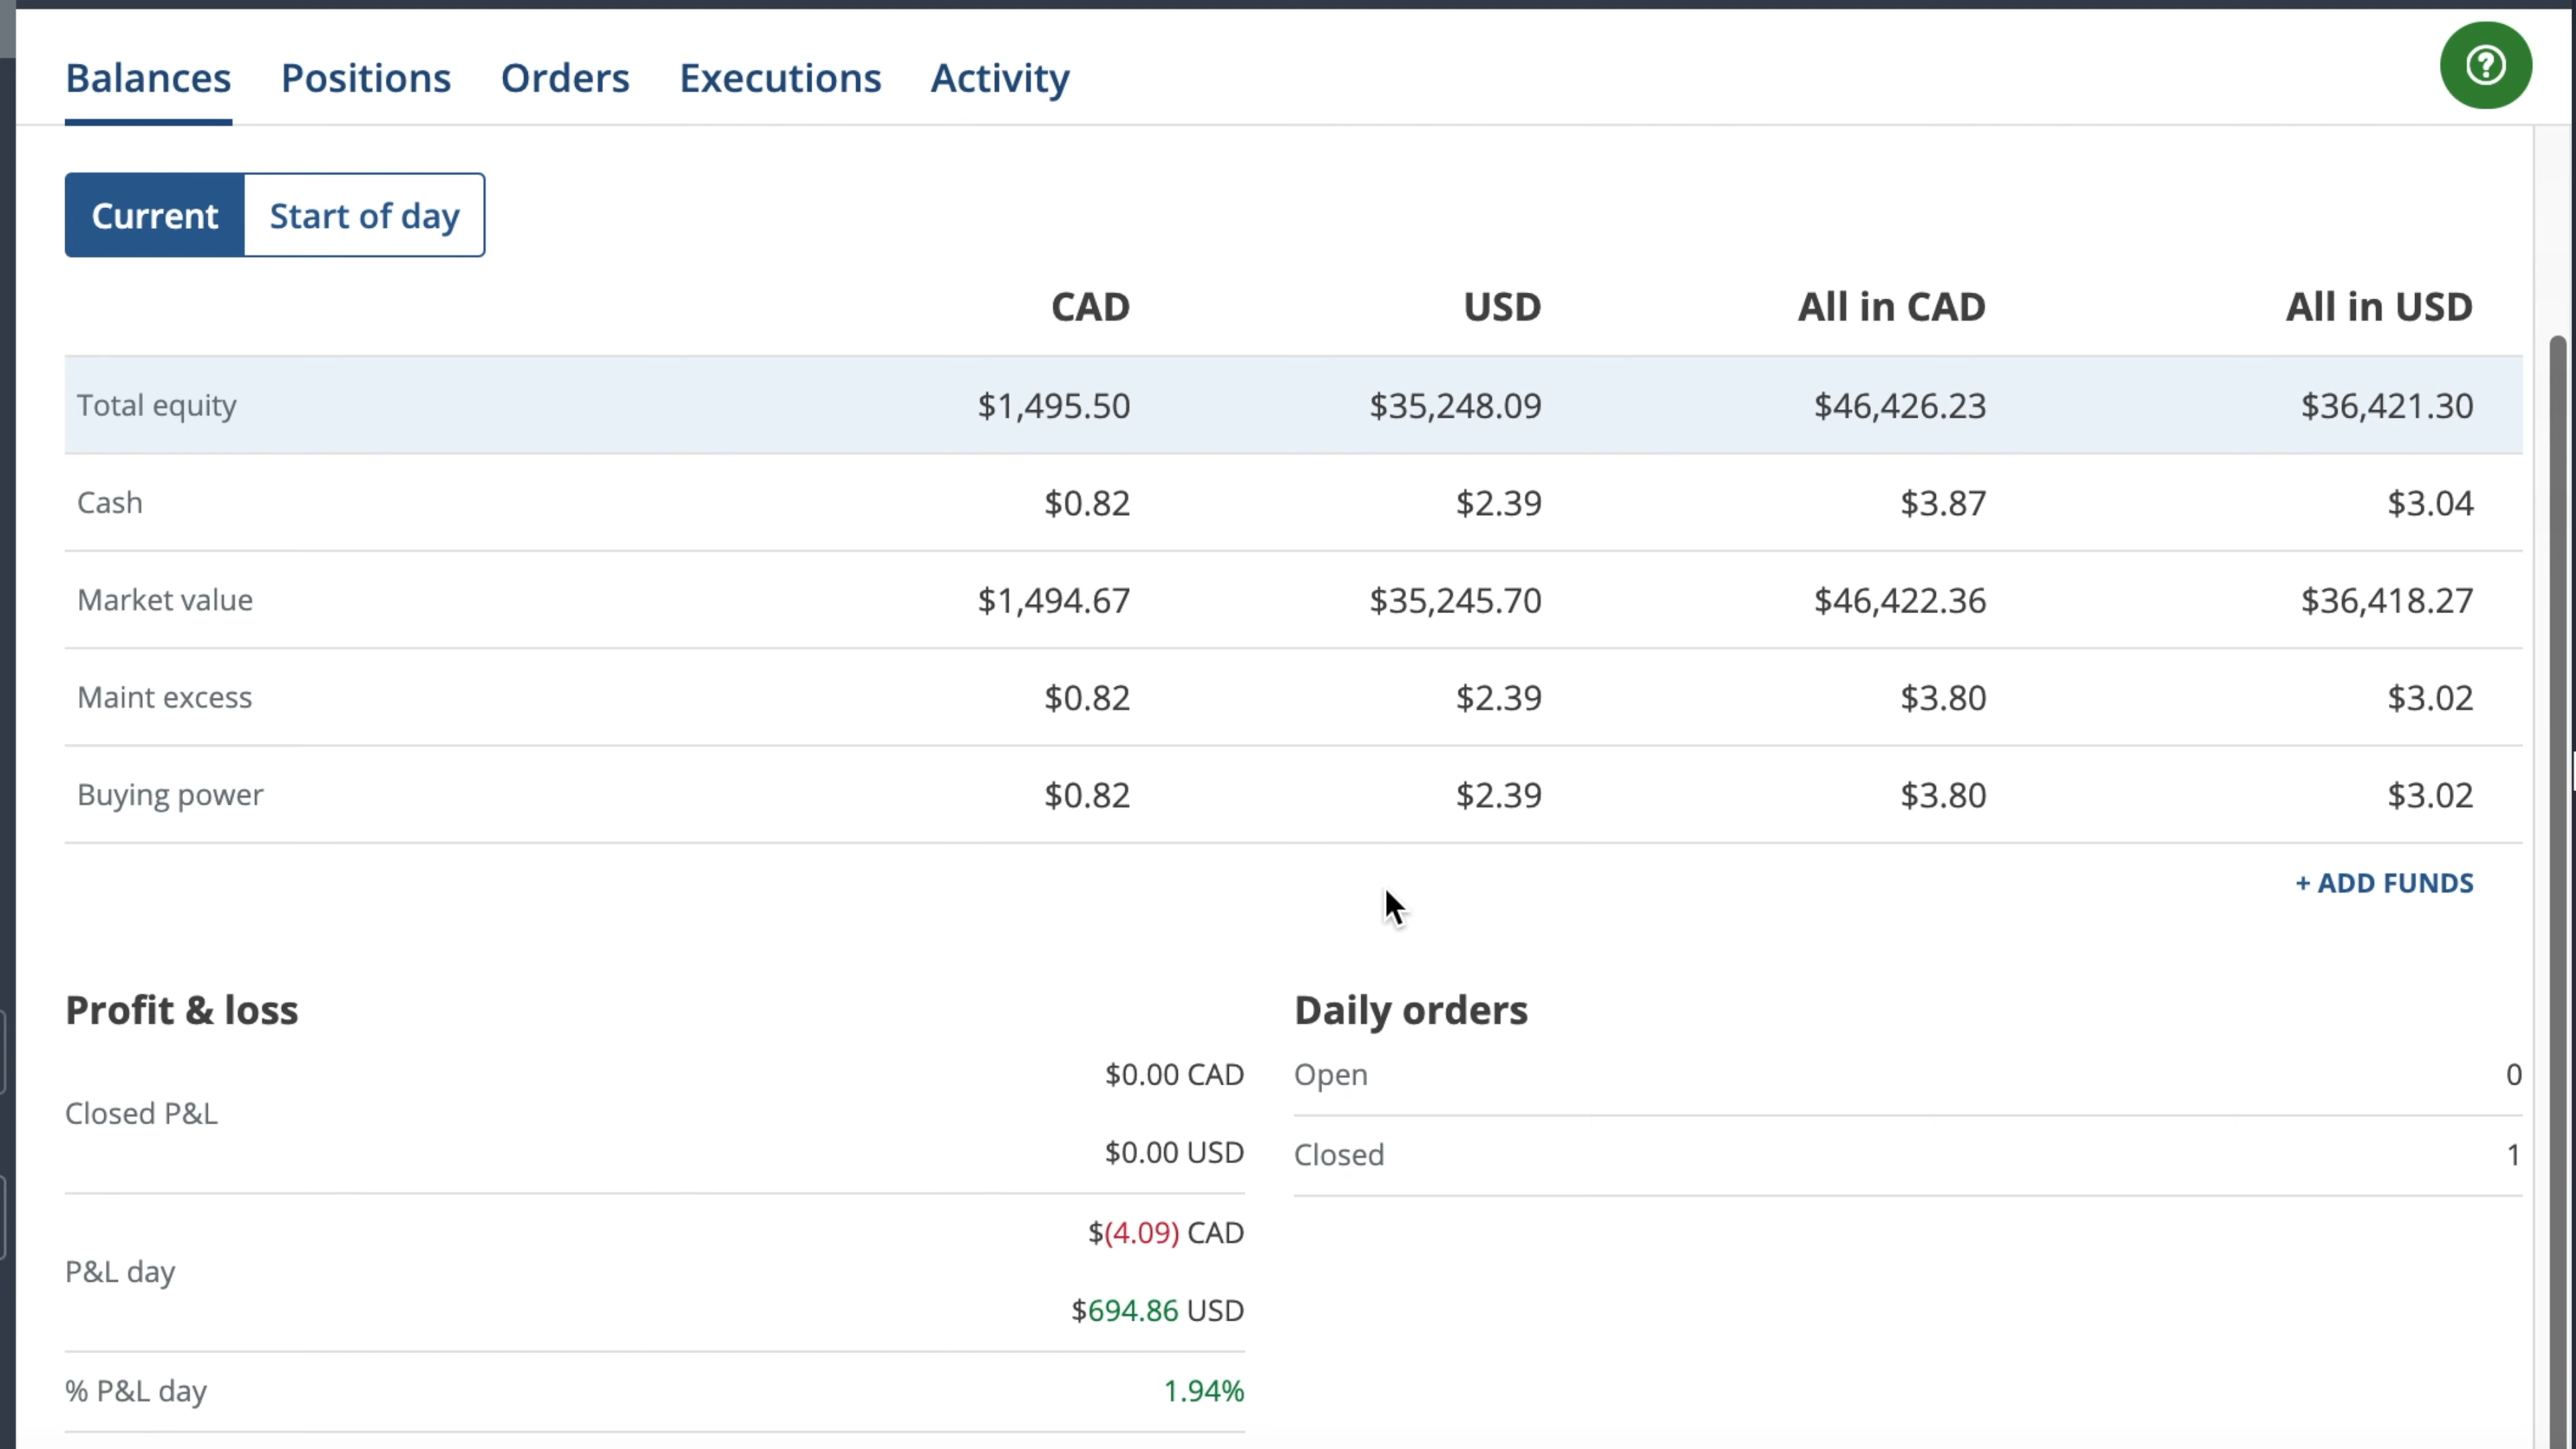 Balances Positions Orders Executions Activity
Current Start of day
CAD USD All in CAD All in USD
Total equity $1,495.50 $35,248.09 $46,426.23 $36,421.30
Cash $0.82 $2.39 $3.87 $3.04
Market value $1,494.67 $35,245.70 $46,422.36 $36,418.27
Maint excess $0.82 $2.39 $3.80 $3.02
Buying power $0.82 $2.39 $3.80 $3.02
+ ADD FUNDS
Profit & loss
$0.00 CAD
Closed P&L
$0.00 USD
$(4.09) CAD
P&L day
$694.86 USD
% P&L day 1.94%
Daily orders
Open 0
Closed 1